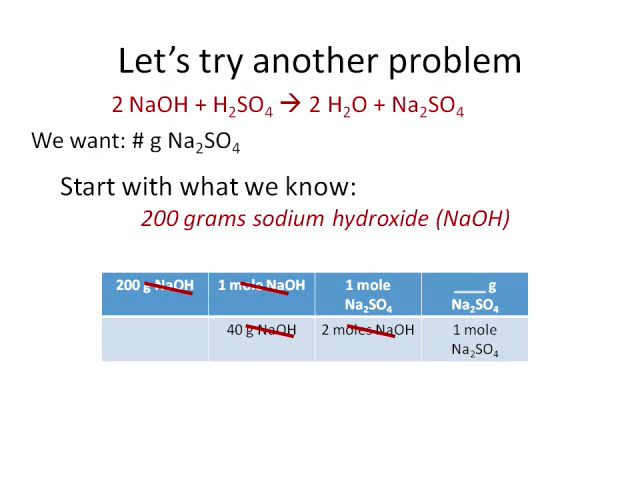 Let's try another problem
2 NaOH + H₂SO₄ → 2 H₂O + Na₂SO₄
We want: # g Na₂SO₄
Start with what we know:
200 grams sodium hydroxide (NaOH)
200 g NaOH 1 mole NaOH 1 mole Na₂SO₄ ____ g Na₂SO₄
40 g NaOH 2 moles NaOH 1 mole Na₂SO₄